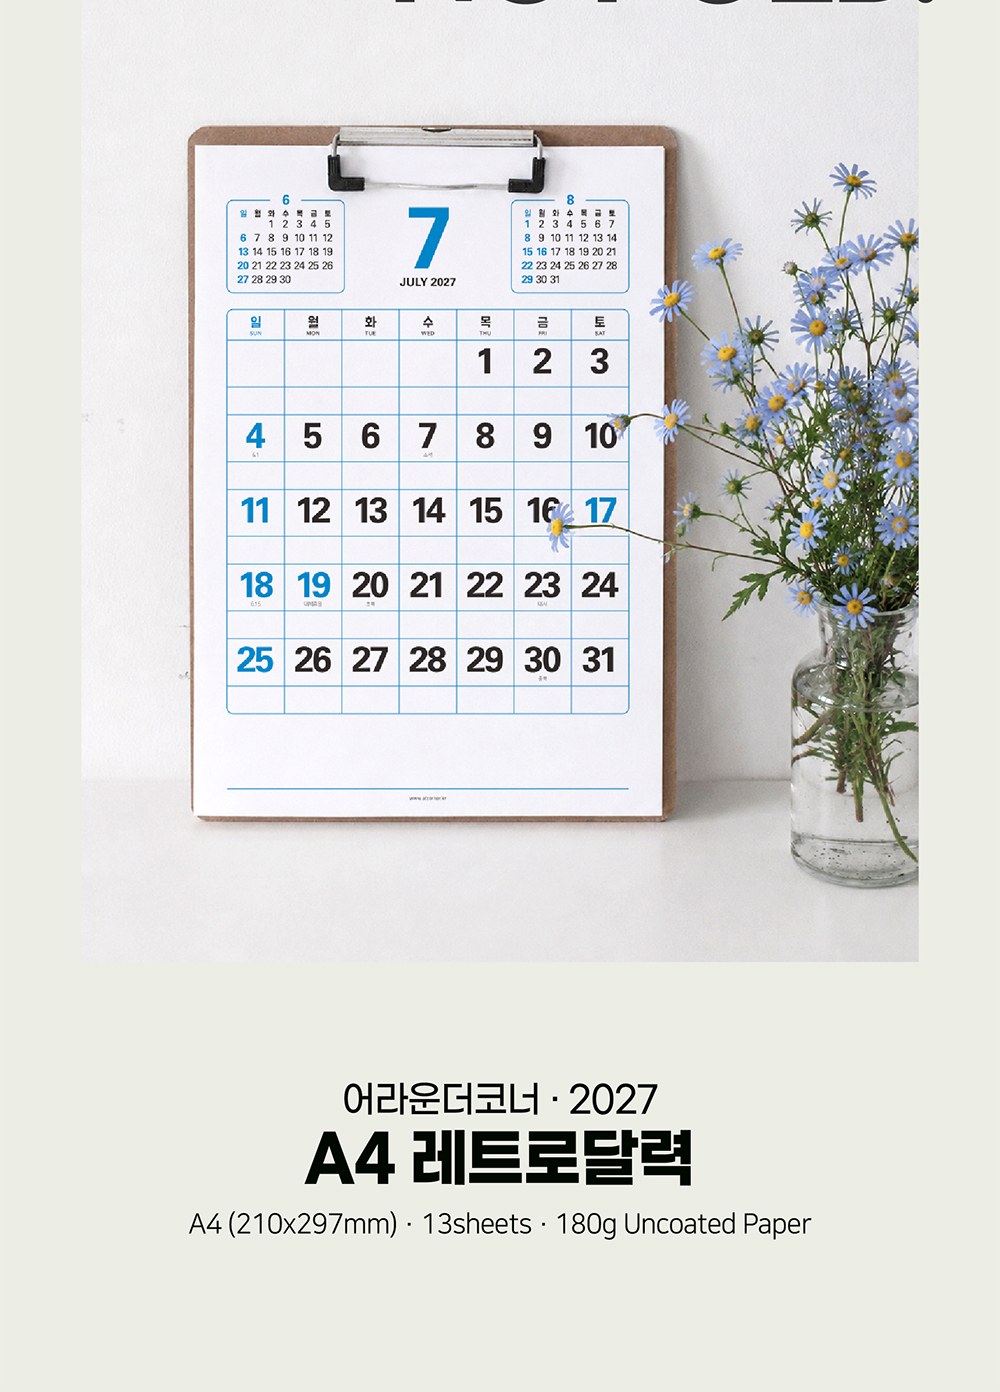 6
일 월 화 수 목 금 토
1 2 3 4 5
6 7 8 9 10 11 12
13 14 15 16 17 18 19
20 21 22 23 24 25 26
27 28 29 30
7
JULY 2027
8
일 월 화 수 목 금 토
1 2 3 4 5 6 7
8 9 10 11 12 13 14
15 16 17 18 19 20 21
22 23 24 25 26 27 28
29 30 31
일 월 화 수 목 금 토
SUN MON TUE WED THU FRI SAT
1 2 3
4 5 6 7 8 9 10
11 12 13 14 15 16 17
18 19 20 21 22 23 24
25 26 27 28 29 30 31
어라운더코너 · 2027
A4 레트로달력
A4 (210x297mm) · 13sheets · 180g Uncoated Paper